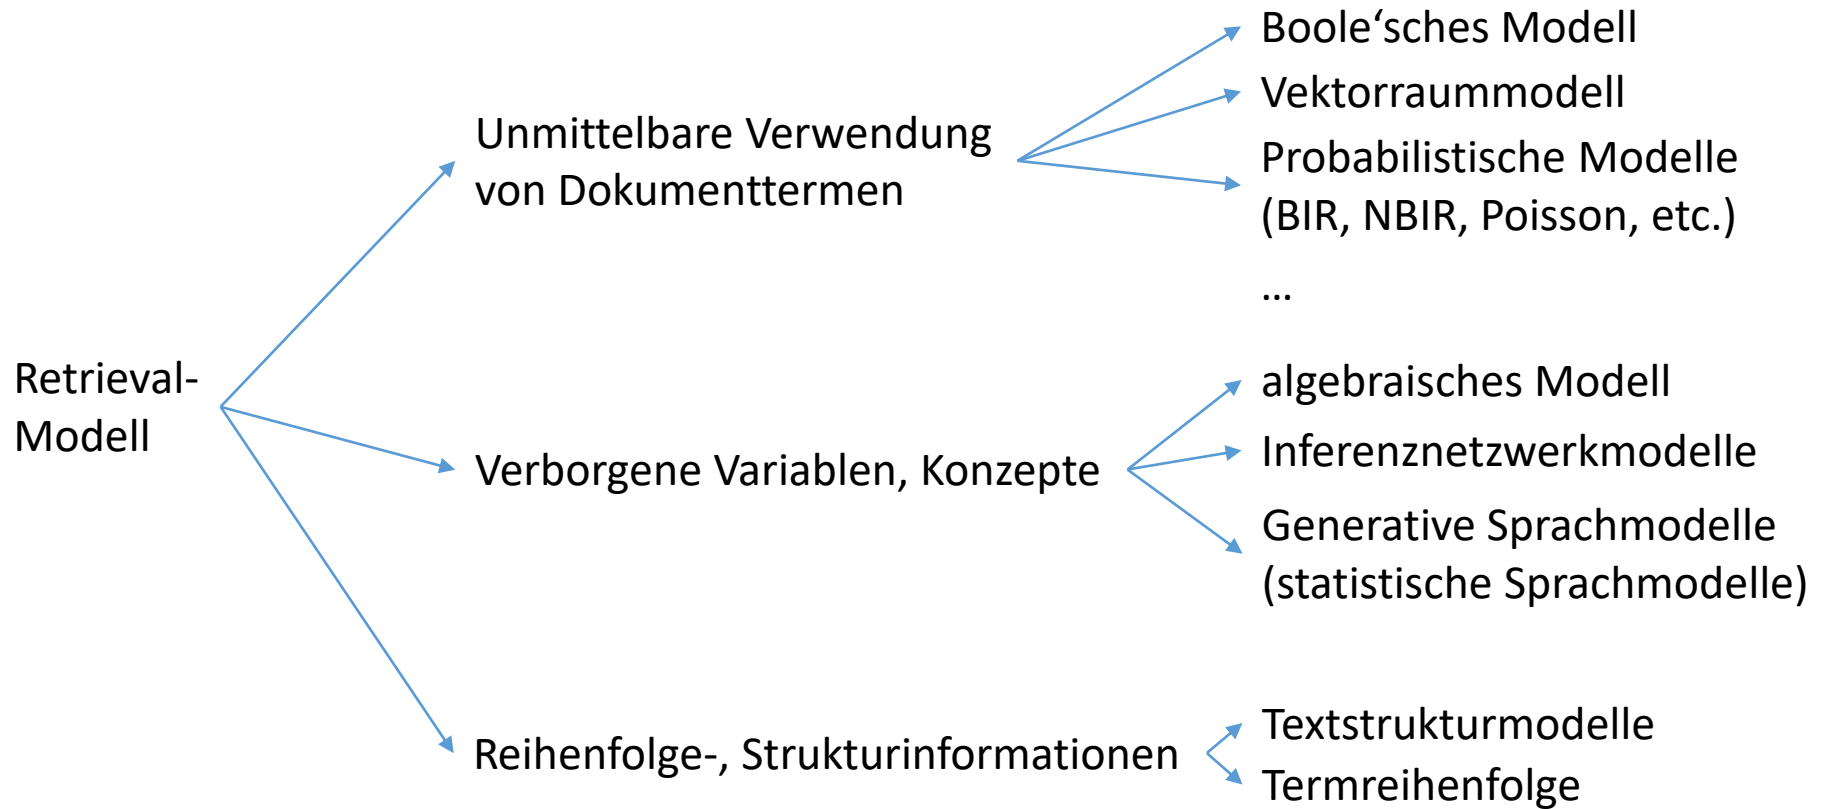 Retrieval-
Modell
Unmittelbare Verwendung
von Dokumenttermen
Boole‘sches Modell
Vektorraummodell
Probabilistische Modelle
(BIR, NBIR, Poisson, etc.)
…
Verborgene Variablen, Konzepte
algebraisches Modell
Inferenznetzwerkmodelle
Generative Sprachmodelle
(statistische Sprachmodelle)
Reihenfolge-, Strukturinformationen
Textstrukturmodelle
Termreihenfolge